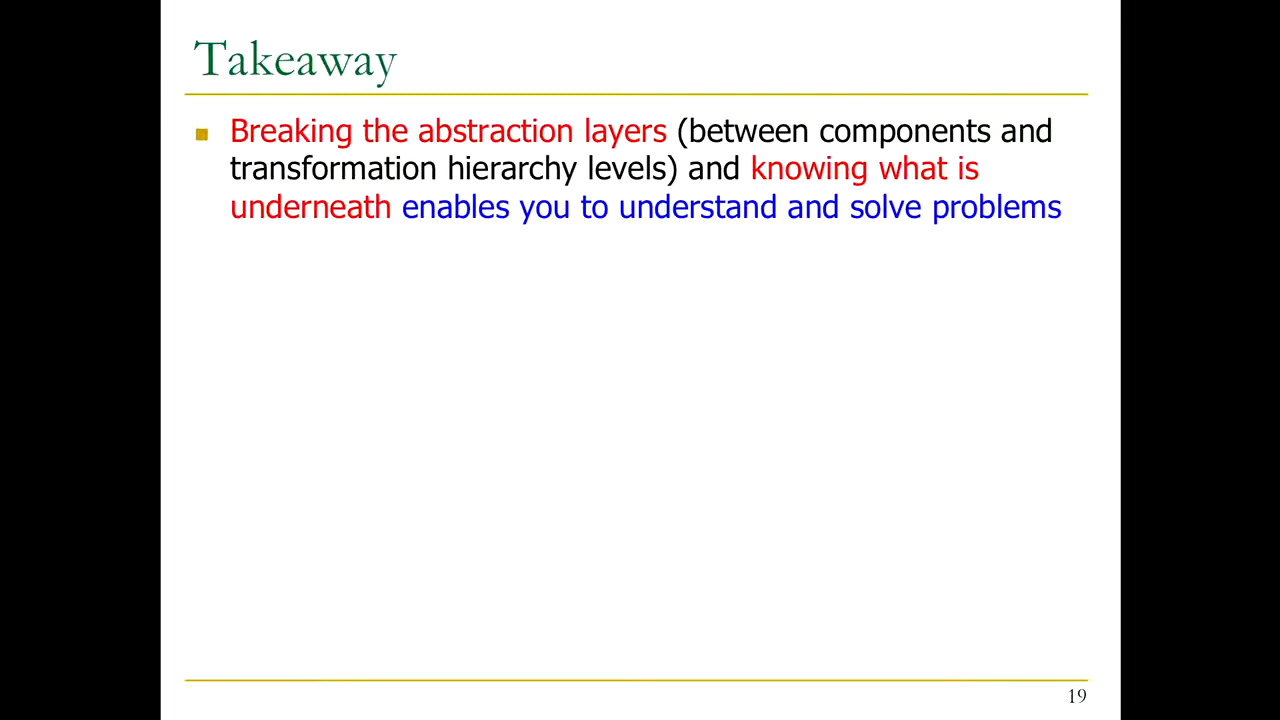 Takeaway
Breaking the abstraction layers (between components and
transformation hierarchy levels) and knowing what is
underneath enables you to understand and solve problems
19